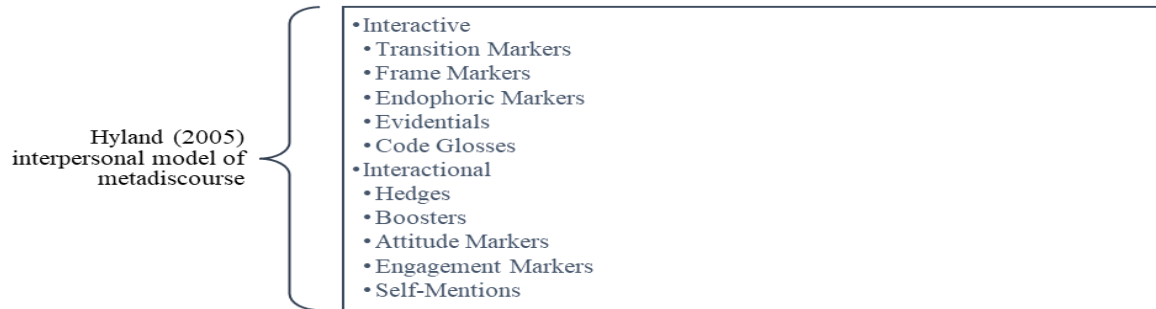 Hyland (2005)
interpersonal model of
metadiscourse
•Interactive
•Transition Markers
•Frame Markers
•Endophoric Markers
•Evidentials
•Code Glosses
•Interactional
•Hedges
•Boosters
•Attitude Markers
•Engagement Markers
•Self-Mentions